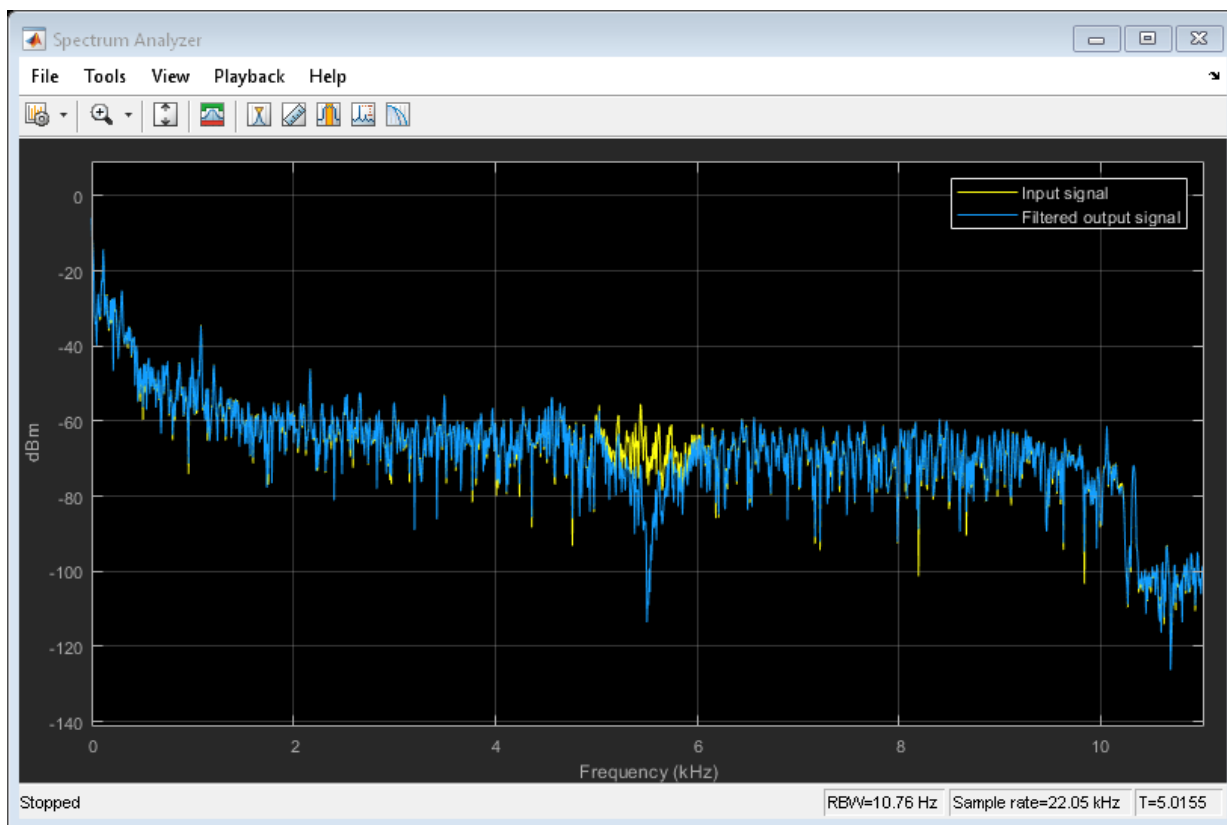 Spectrum Analyzer
File Tools View Playback Help
Input signal
Filtered output signal
0
-20
-40
-60
-80
-100
-120
-140
dBm
0 2 4 6 8 10
Frequency (kHz)
Stopped RBW=10.76 Hz Sample rate=22.05 kHz T=5.0155